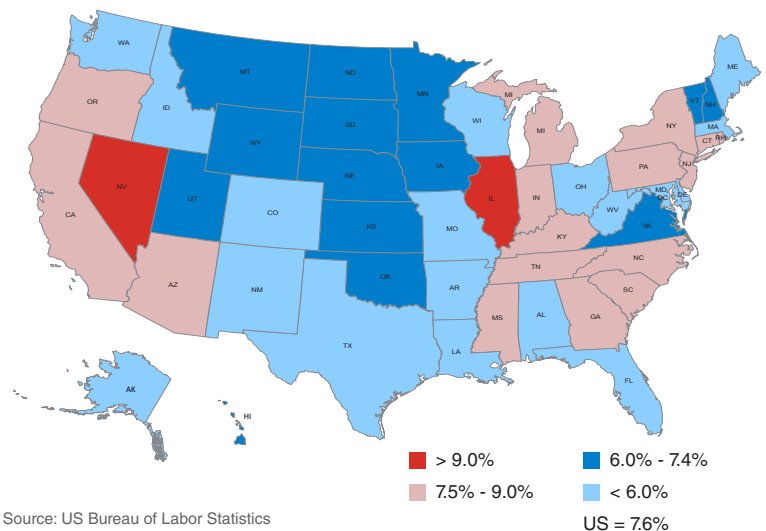 WA
ME
MT
ND
MN
VT
NH
OR
ID
SD
WI
MI
NY
MA
WY
MI
CT
RI
IA
PA
NJ
NE
NV
UT
IL
IN
OH
MD
DE
DC
CO
CA
KS
MO
WV
VA
KY
NC
TN
AZ
NM
OK
AR
SC
MS
AL
GA
TX
LA
FL
AK
HI
> 9.0%
6.0% - 7.4%
7.5% - 9.0%
< 6.0%
Source: US Bureau of Labor Statistics
US = 7.6%